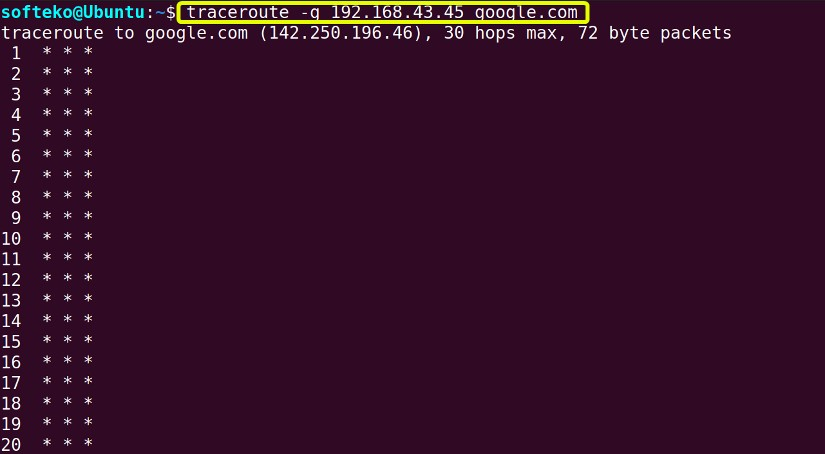 softeko@Ubuntu:~$ traceroute -g 192.168.43.45 google.com
traceroute to google.com (142.250.196.46), 30 hops max, 72 byte packets
1 * * *
2 * * *
3 * * *
4 * * *
5 * * *
6 * * *
7 * * *
8 * * *
9 * * *
10 * * *
11 * * *
12 * * *
13 * * *
14 * * *
15 * * *
16 * * *
17 * * *
18 * * *
19 * * *
20 * * *